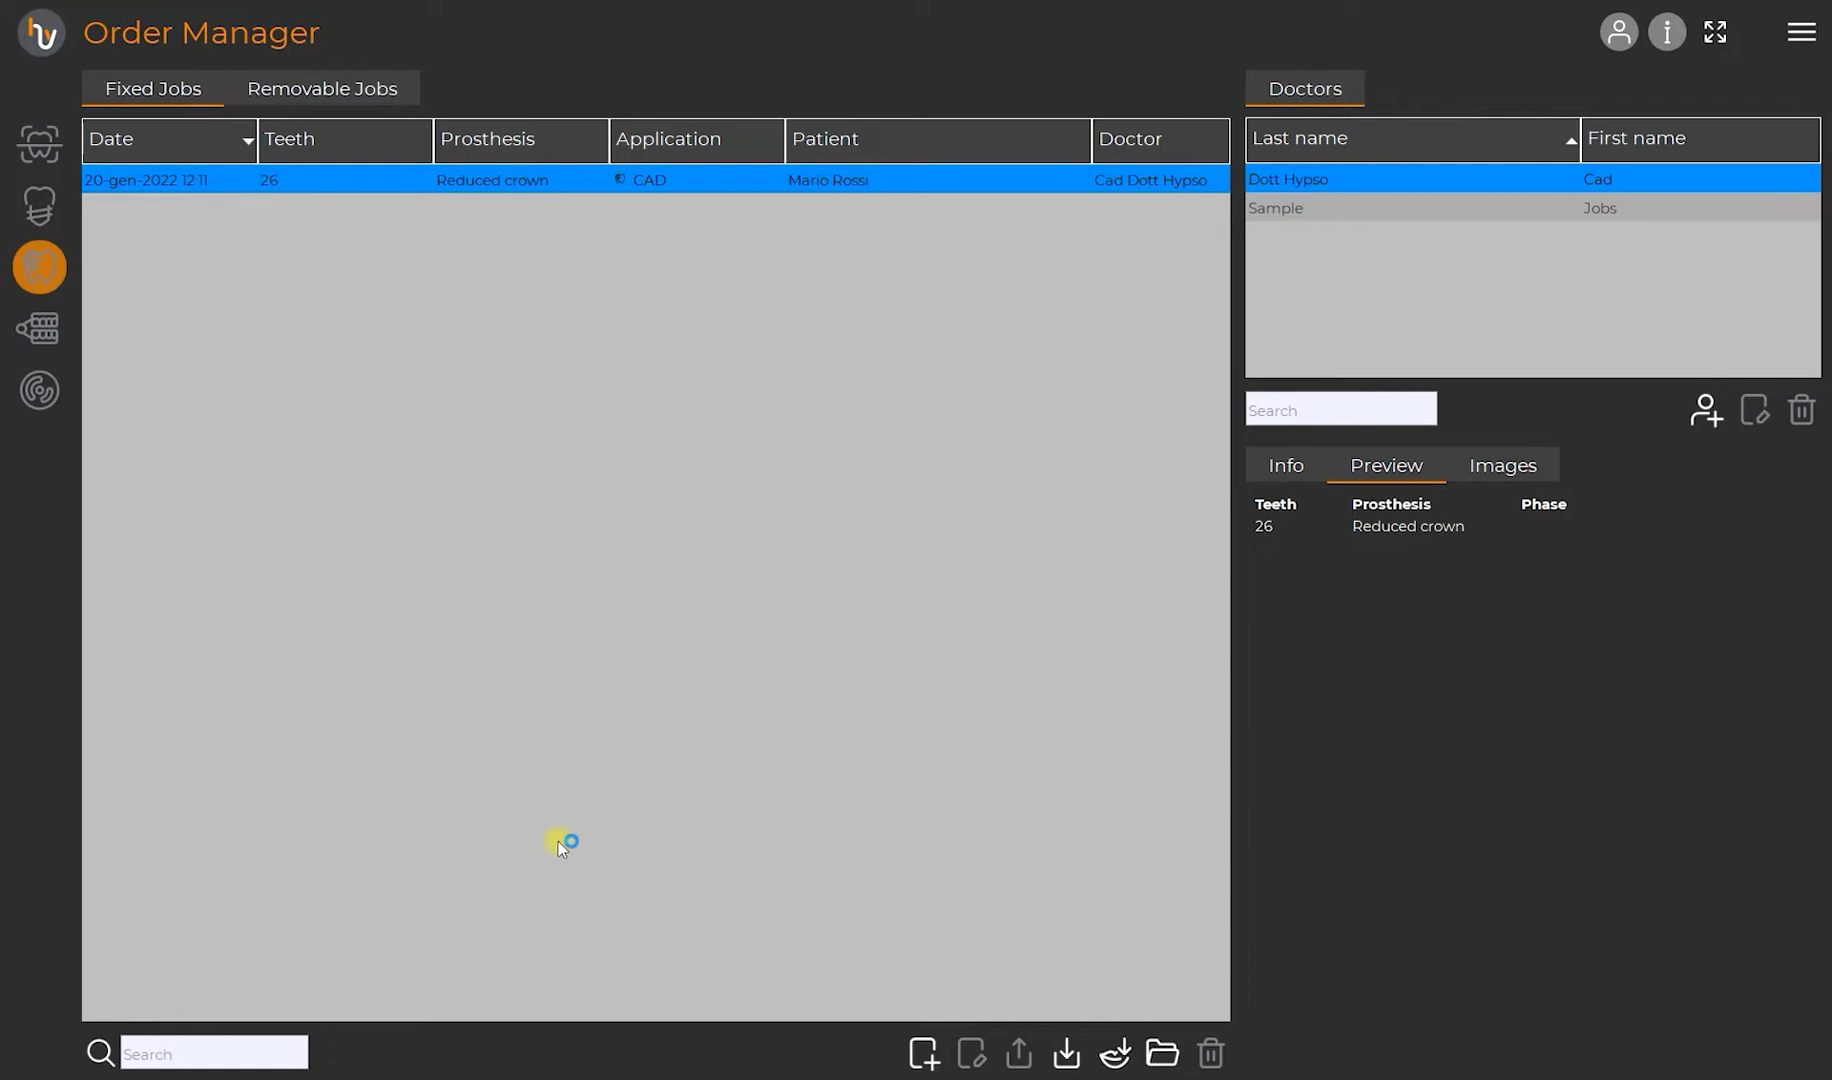 Order Manager
Fixed Jobs Removable Jobs
Date Teeth Prosthesis Application Patient Doctor
20-gen-2022 12:11 26 Reduced crown CAD Mario Rossi Cad Dott Hypso
Search
Doctors
Last name First name
Dott Hypso Cad
Sample Jobs
Search
Info Preview Images
Teeth Prosthesis Phase
26 Reduced crown